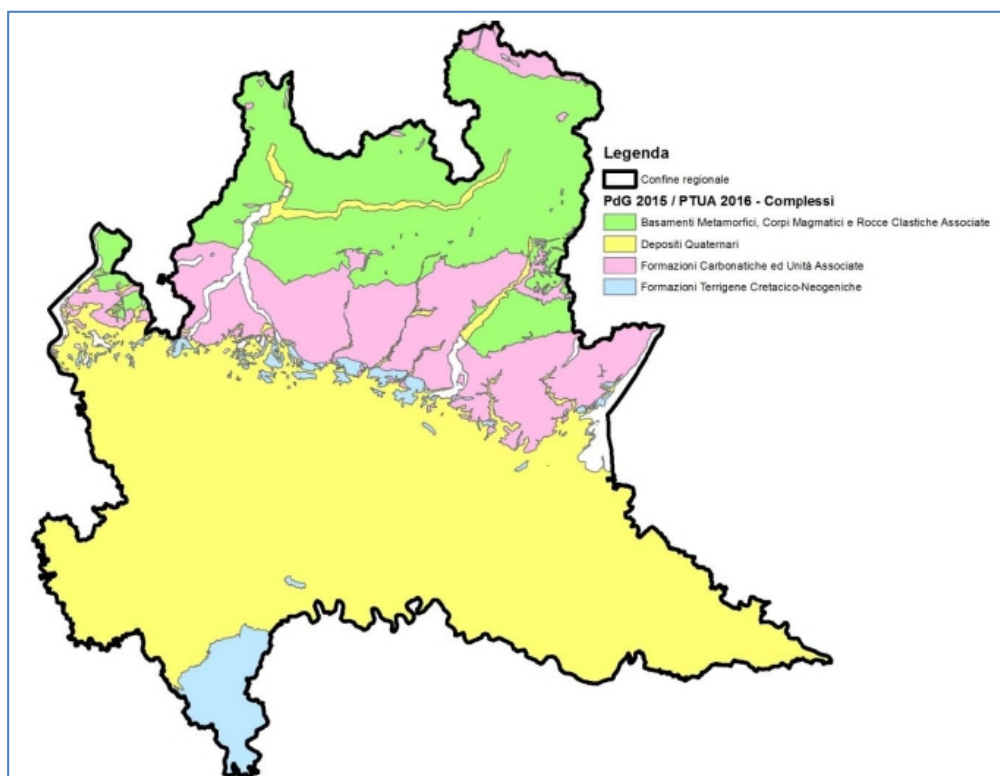 Legenda
Confine regionale
PdG 2015 / PTUA 2016 - Complessi
Basamenti Metamorfici, Corpi Magmatici e Rocce Clastiche Associate
Depositi Quaternari
Formazioni Carbonatiche ed Unità Associate
Formazioni Terrigene Cretacico-Neogeniche